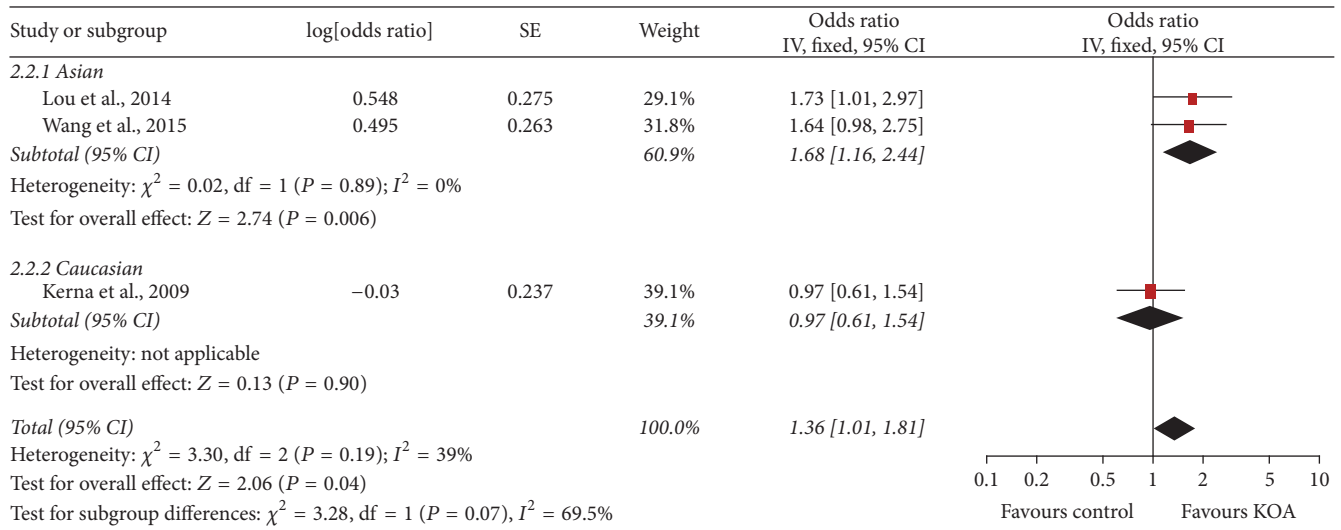 Study or subgroup log[odds ratio] SE Weight Odds ratio IV, fixed, 95% CI Odds ratio IV, fixed, 95% CI
2.2.1 Asian
Lou et al., 2014 0.548 0.275 29.1% 1.73 [1.01, 2.97]
Wang et al., 2015 0.495 0.263 31.8% 1.64 [0.98, 2.75]
Subtotal (95% CI) 60.9% 1.68 [1.16, 2.44]
Heterogeneity: χ² = 0.02, df = 1 (P = 0.89); I² = 0%
Test for overall effect: Z = 2.74 (P = 0.006)
2.2.2 Caucasian
Kerna et al., 2009 −0.03 0.237 39.1% 0.97 [0.61, 1.54]
Subtotal (95% CI) 39.1% 0.97 [0.61, 1.54]
Heterogeneity: not applicable
Test for overall effect: Z = 0.13 (P = 0.90)
Total (95% CI) 100.0% 1.36 [1.01, 1.81]
Heterogeneity: χ² = 3.30, df = 2 (P = 0.19); I² = 39%
Test for overall effect: Z = 2.06 (P = 0.04)
Test for subgroup differences: χ² = 3.28, df = 1 (P = 0.07), I² = 69.5%
0.1 0.2 0.5 1 2 5 10
Favours control Favours KOA